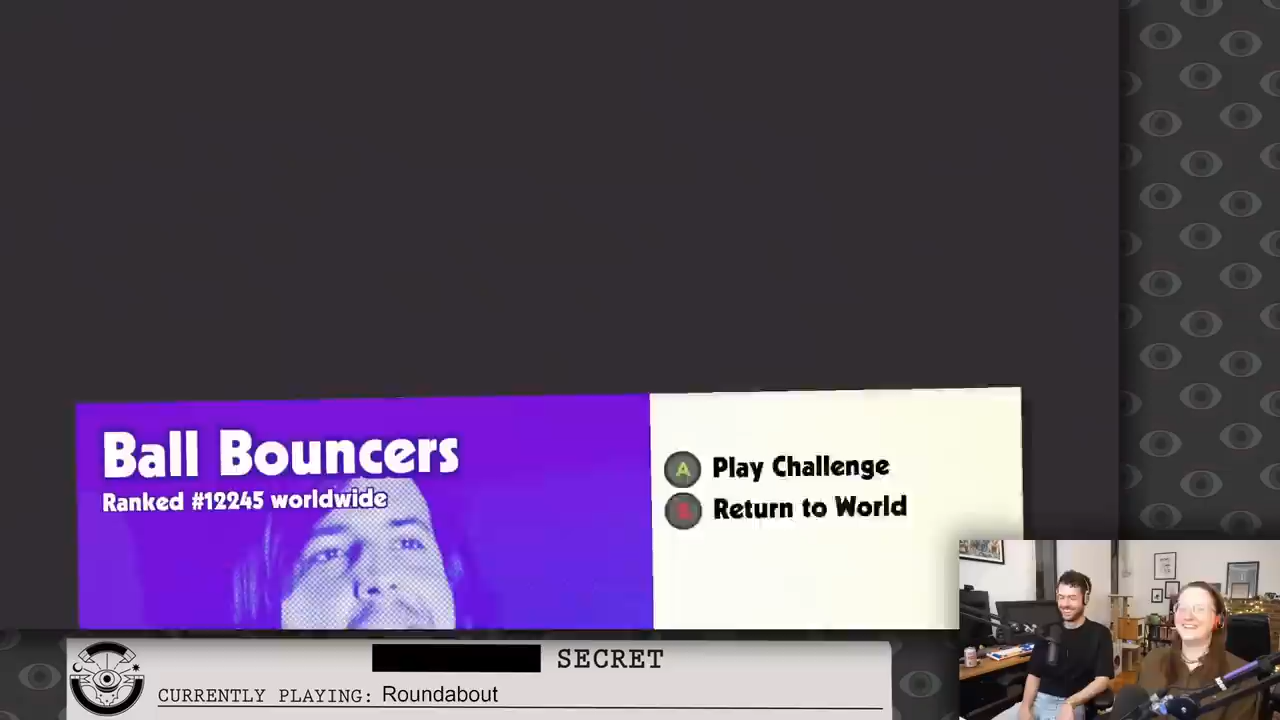 Ball Bouncers
Ranked #12245 worldwide
A Play Challenge
B Return to World
SECRET
CURRENTLY PLAYING: Roundabout